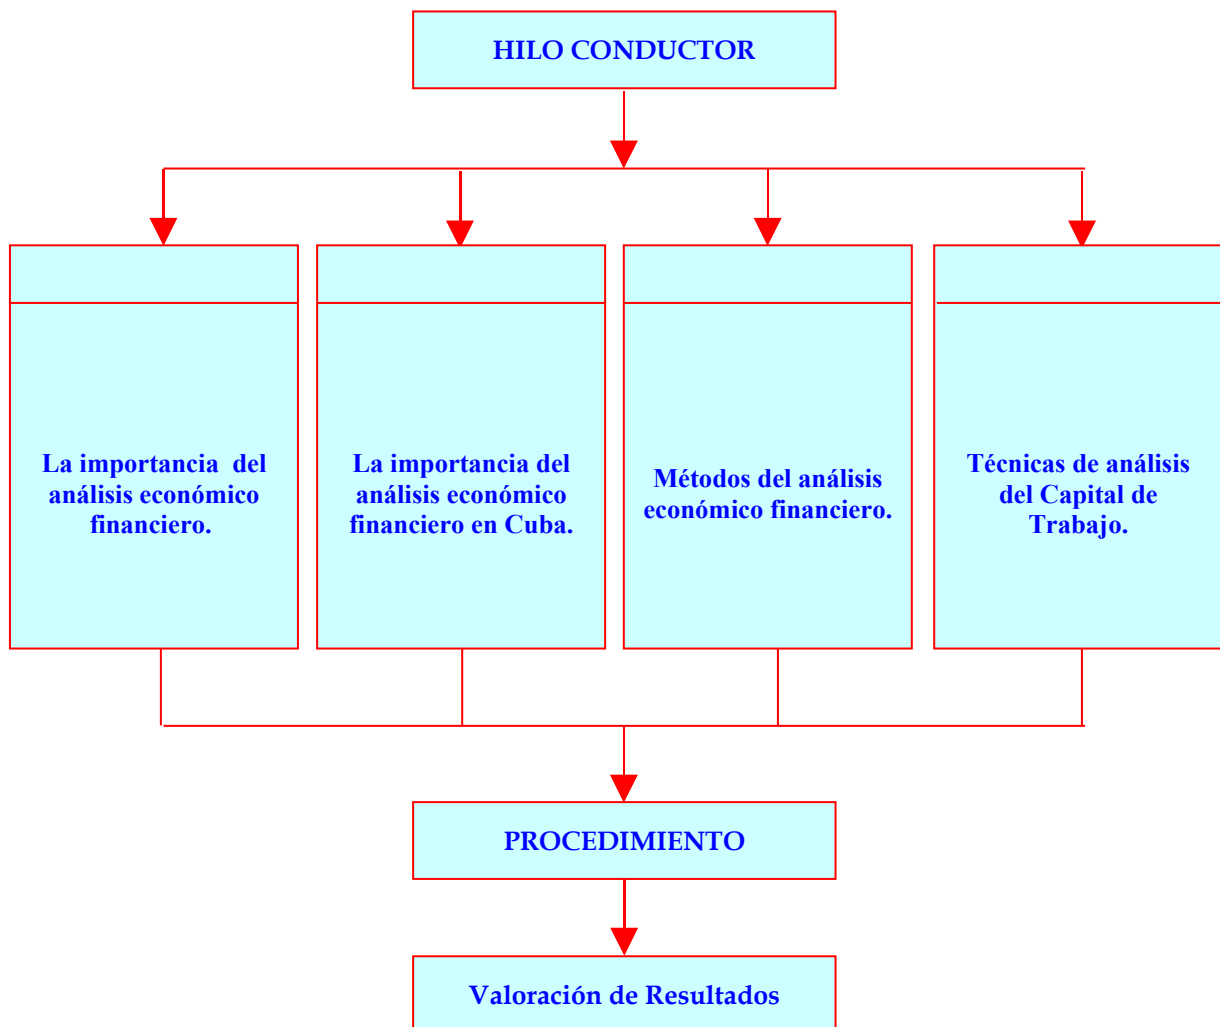 HILO CONDUCTOR
La importancia del
análisis económico
financiero.
La importancia del
análisis económico
financiero en Cuba.
Métodos del análisis
económico financiero.
Técnicas de análisis
del Capital de
Trabajo.
PROCEDIMIENTO
Valoración de Resultados